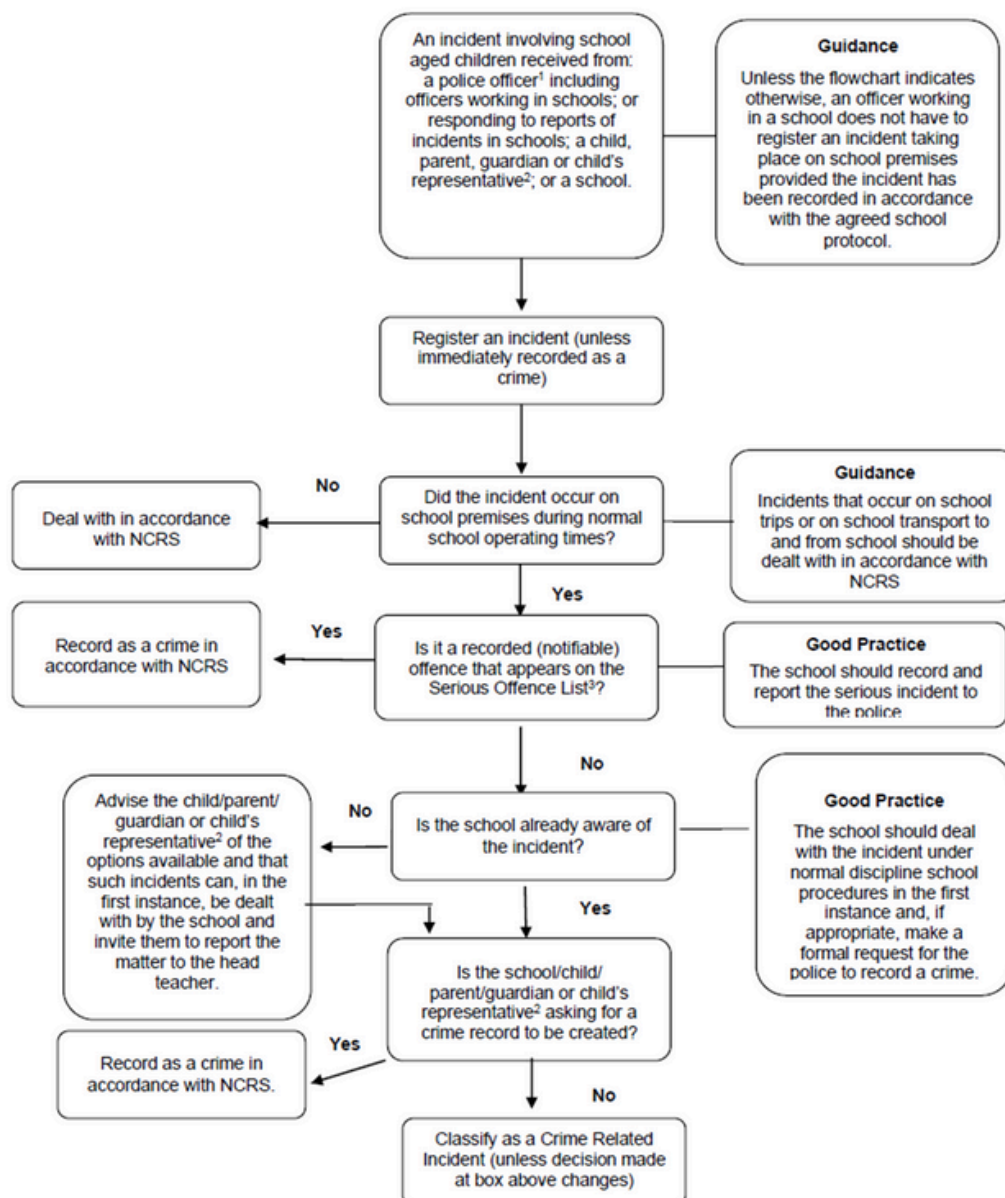 An incident involving school
aged children received from:
a police officer¹ including
officers working in schools; or
responding to reports of
incidents in schools; a child,
parent, guardian or child's
representative²; or a school.
Guidance
Unless the flowchart indicates
otherwise, an officer working
in a school does not have to
register an incident taking
place on school premises
provided the incident has
been recorded in accordance
with the agreed school
protocol.
Register an incident (unless
immediately recorded as a
crime)
No
Deal with in accordance
with NCRS
Did the incident occur on
school premises during normal
school operating times?
Guidance
Incidents that occur on school
trips or on school transport to
and from school should be
dealt with in accordance with
NCRS
Yes
Yes
Record as a crime in
accordance with NCRS
Is it a recorded (notifiable)
offence that appears on the
Serious Offence List³?
Good Practice
The school should record and
report the serious incident to
the police
No
Advise the child/parent/
guardian or child's
representative² of the
options available and that
such incidents can, in the
first instance, be dealt
with by the school and
invite them to report the
matter to the head
teacher.
No
Is the school already aware of
the incident?
Good Practice
The school should deal
with the incident under
normal discipline school
procedures in the first
instance and, if
appropriate, make a
formal request for the
police to record a crime.
Yes
Is the school/child/
parent/guardian or child's
representative² asking for a
crime record to be created?
Yes
Record as a crime in
accordance with NCRS.
No
Classify as a Crime Related
Incident (unless decision made
at box above changes)